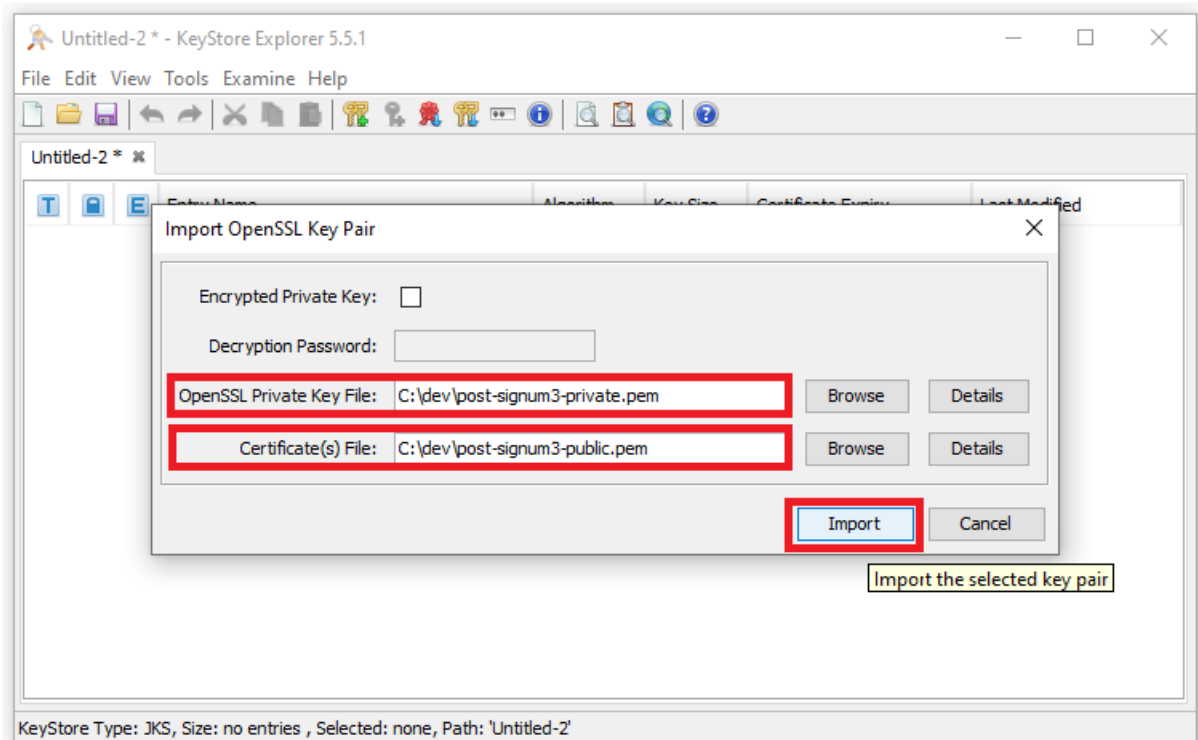 Untitled-2 * - KeyStore Explorer 5.5.1
File Edit View Tools Examine Help
Untitled-2 *
T E Entry Name Algorithm Key Size Certificate Expiry Last Modified
Import OpenSSL Key Pair
Encrypted Private Key:
Decryption Password:
OpenSSL Private Key File: C:\dev\post-signum3-private.pem Browse Details
Certificate(s) File: C:\dev\post-signum3-public.pem Browse Details
Import Cancel
Import the selected key pair
KeyStore Type: JKS, Size: no entries , Selected: none, Path: 'Untitled-2'